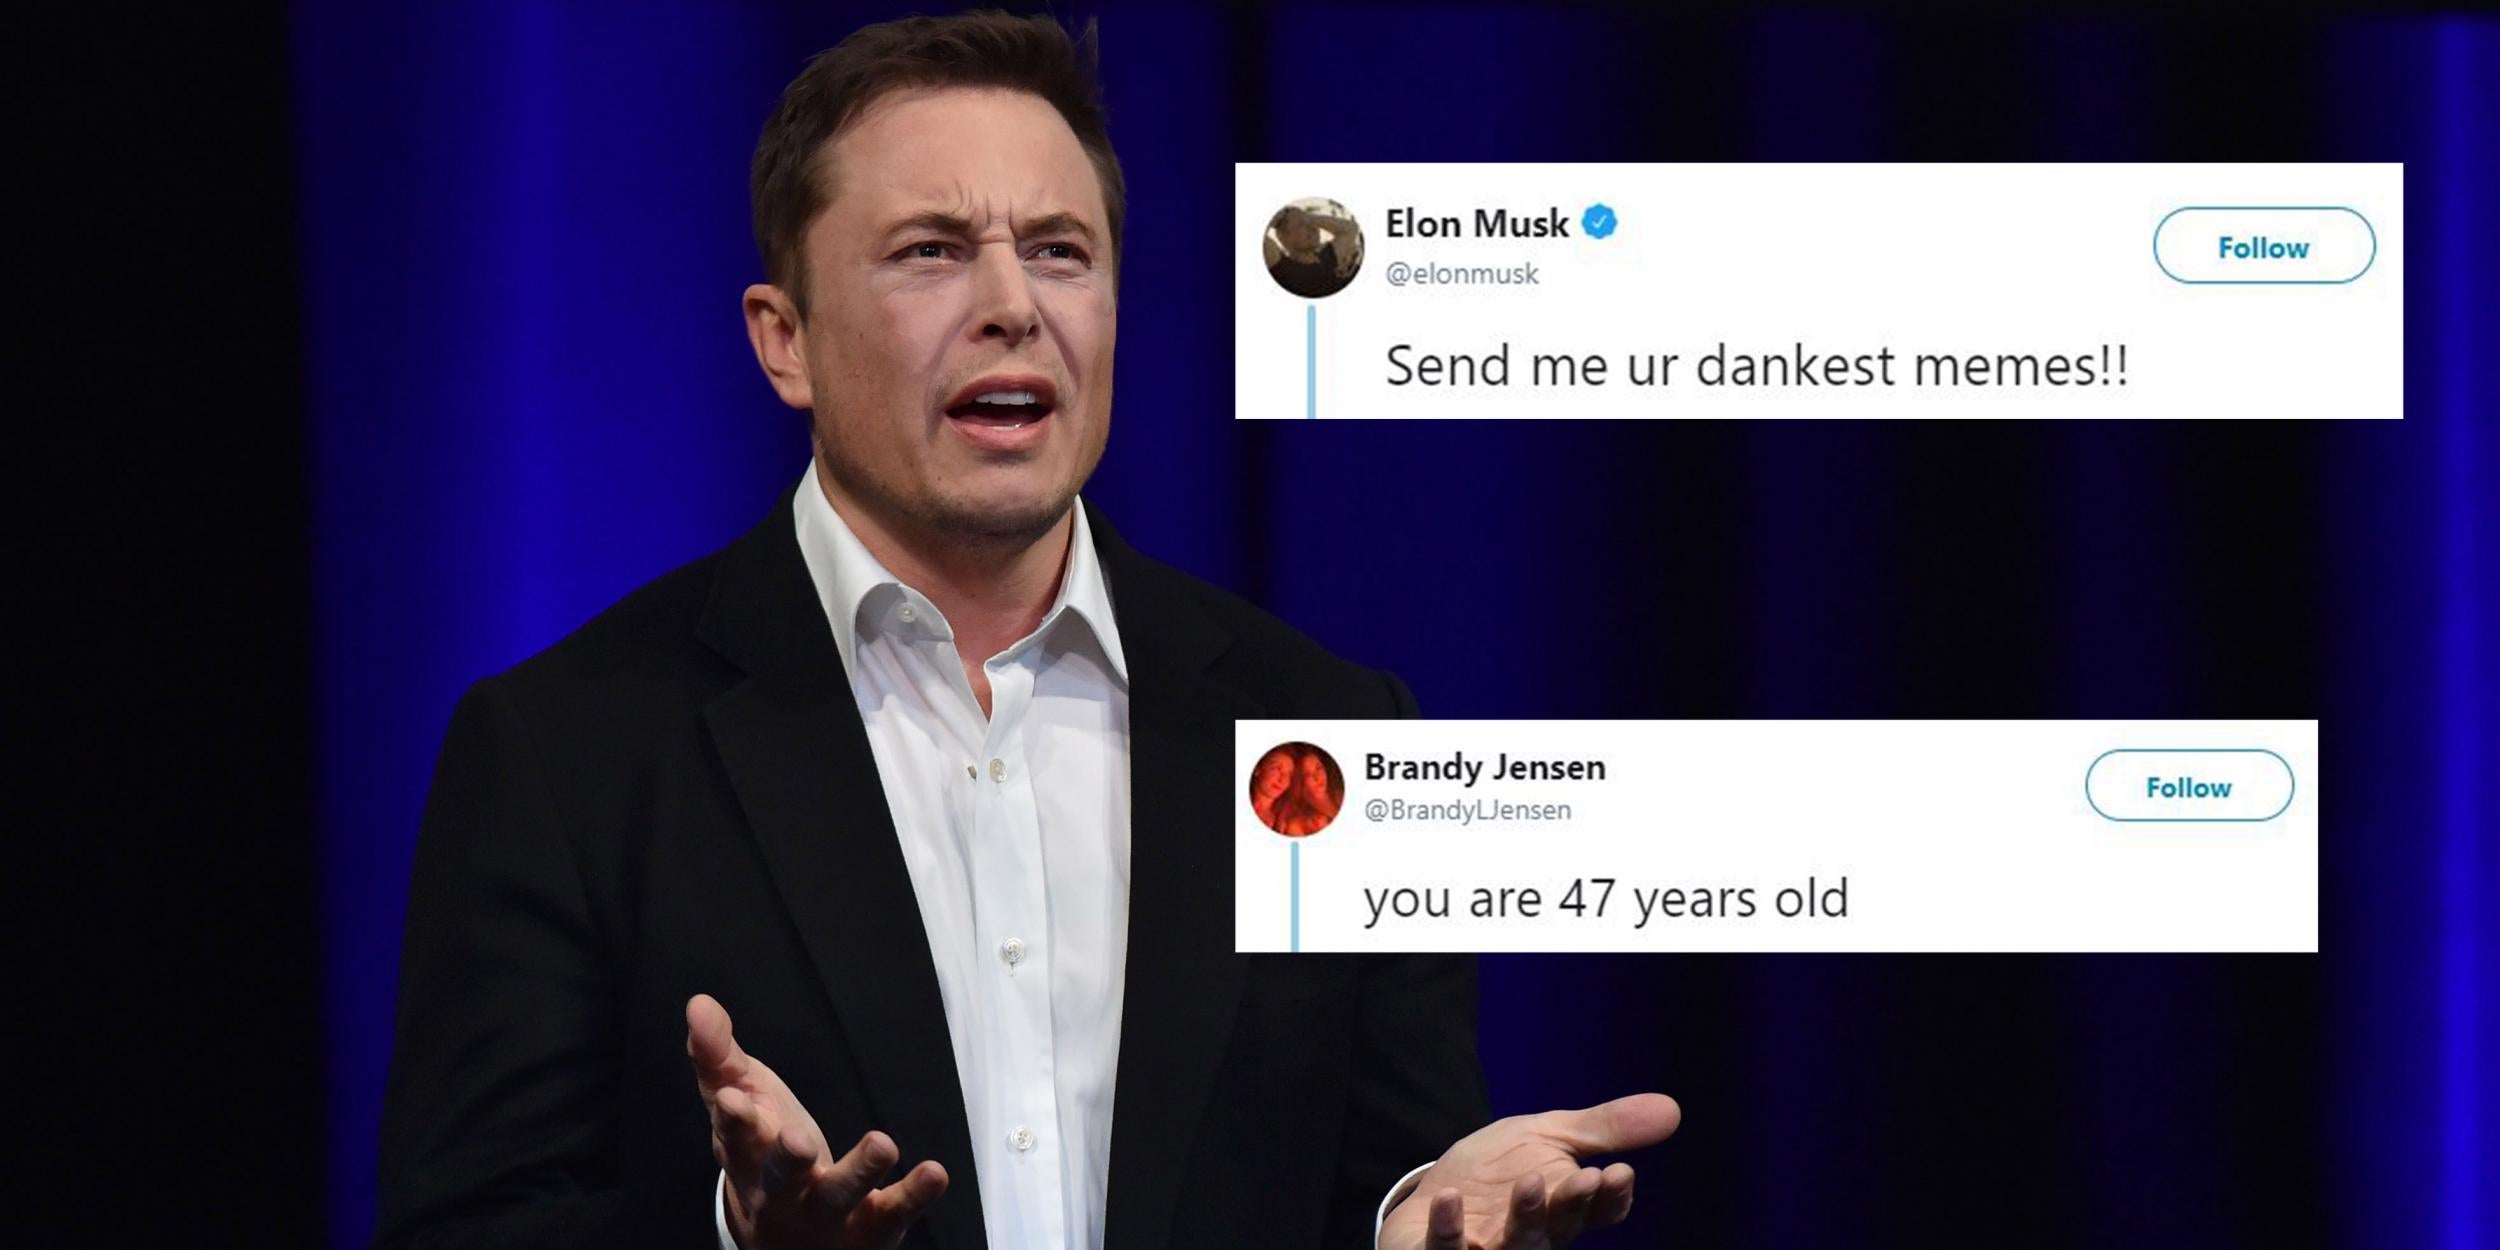 Elon Musk
@elonmusk
Follow
Send me ur dankest memes!!
Brandy Jensen
@BrandyLJensen
Follow
you are 47 years old